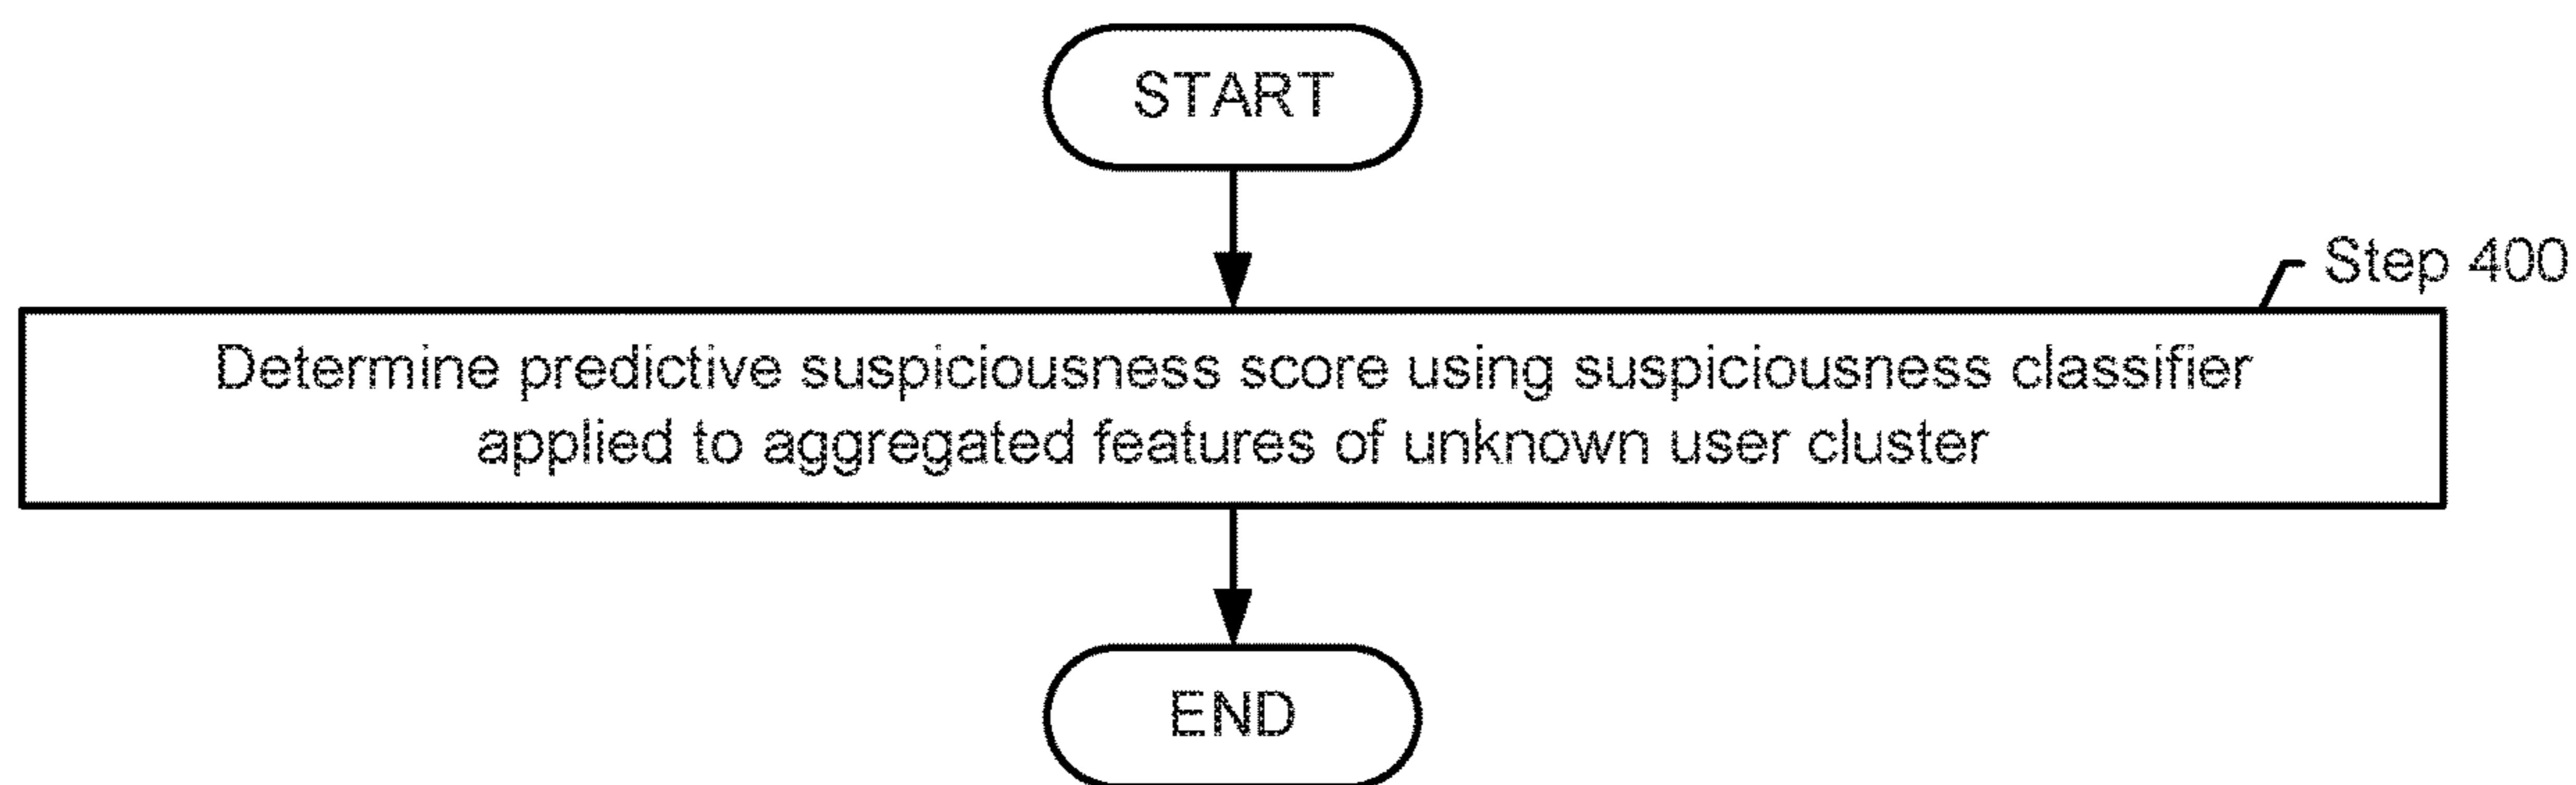 START
Step 400
Determine predictive suspiciousness score using suspiciousness classifier
applied to aggregated features of unknown user cluster
END